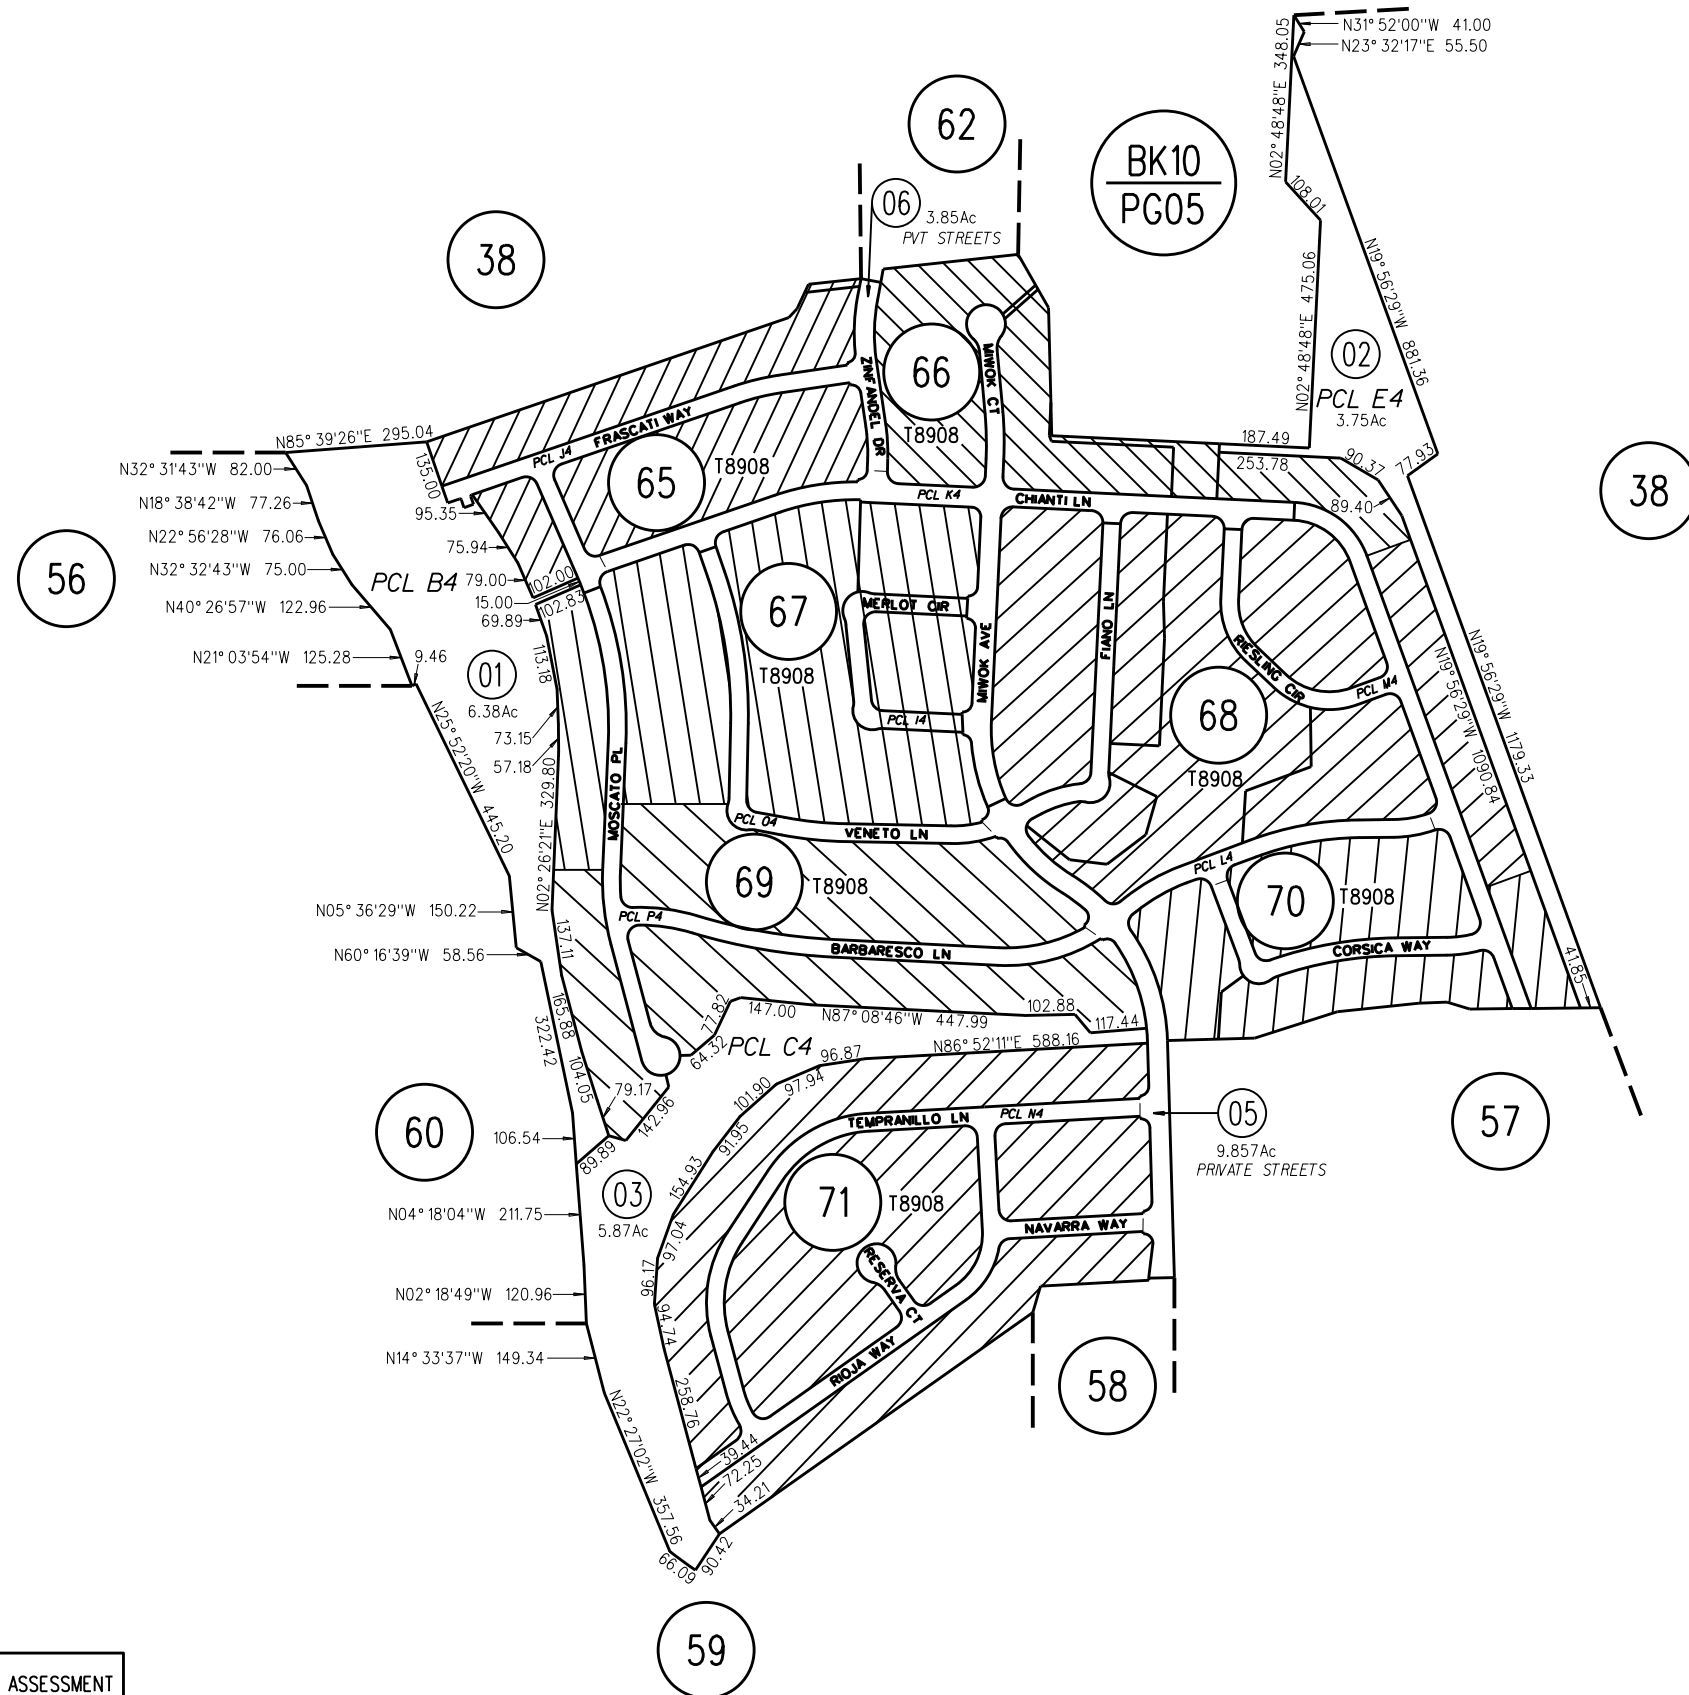 N31° 52'00"W 41.00
N23° 32'17"E 55.50
N02° 48'48"E 348.05
108.01
N02° 48'48"E 475.06
N19° 56'29"W 881.36
62
BK10
PG05
06
3.85Ac
PVT STREETS
38
02
PCL E4
3.75Ac
187.49
253.78
90.37
77.93
89.40
38
N85° 39'26"E 295.04
N32° 31'43"W 82.00
N18° 38'42"W 77.26
N22° 56'28"W 76.06
N32° 32'43"W 75.00
N40° 26'57"W 122.96
N21° 03'54"W 125.28
9.46
56
135.00
95.35
75.94
PCL B4
79.00
102.00
15.00
102.83
69.89
113.18
01
6.38Ac
73.15
57.18
N25° 52'20"W 445.20
N02° 26'21"E 329.80
PCL J4
FRASCATI WAY
ZINFANDEL DR
MIWOK CT
66
T8908
65
T8908
PCL K4
CHIANTI LN
67
T8908
MERLOT CIR
MIWOK AVE
PCL I4
FIANO LN
RIESLING CIR
PCL M4
68
T8908
N19° 56'29"W 1179.33
N19° 56'29"W 1090.84
MOSCATO PL
PCL O4
VENETO LN
PCL L4
69
T8908
70
T8908
PCL P4
BARBARESCO LN
CORSICA WAY
41.85
N05° 36'29"W 150.22
N60° 16'39"W 58.56
137.11
165.88
322.42
104.05
79.17
142.96
89.89
64.32
77.82
147.00
N87° 08'46"W 447.99
102.88
117.44
PCL C4
96.87
N86° 52'11"E 588.16
97.94
101.90
91.95
154.93
97.04
96.17
94.74
258.76
60
106.54
03
5.87Ac
N04° 18'04"W 211.75
N02° 18'49"W 120.96
N14° 33'37"W 149.34
N22° 27'02"W 357.56
TEMPRANILLO LN
PCL N4
05
9.857Ac
PRIVATE STREETS
57
71
T8908
NAVARRA WAY
RESERVA CT
RIOJA WAY
58
39.44
72.25
34.21
66.09
90.42
59
ASSESSMENT